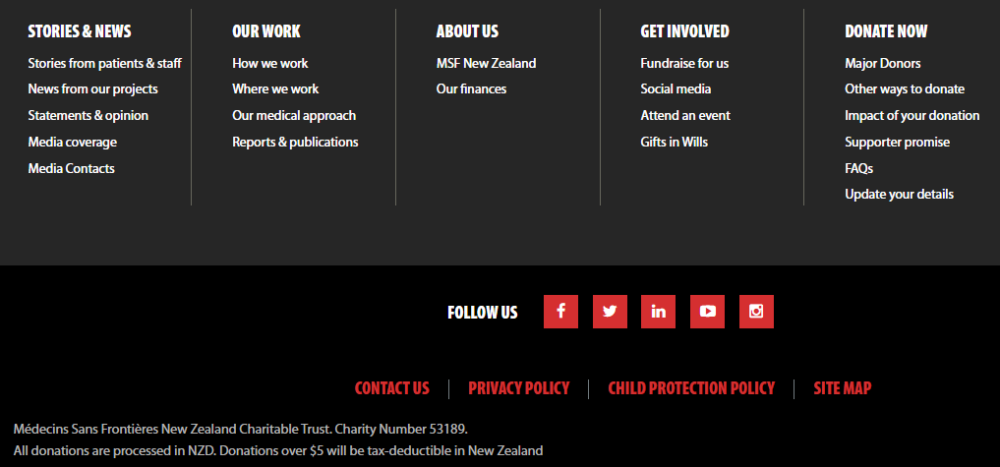 STORIES & NEWS
Stories from patients & staff
News from our projects
Statements & opinion
Media coverage
Media Contacts
OUR WORK
How we work
Where we work
Our medical approach
Reports & publications
ABOUT US
MSF New Zealand
Our finances
GET INVOLVED
Fundraise for us
Social media
Attend an event
Gifts in Wills
DONATE NOW
Major Donors
Other ways to donate
Impact of your donation
Supporter promise
FAQs
Update your details
FOLLOW US
CONTACT US
PRIVACY POLICY
CHILD PROTECTION POLICY
SITE MAP
Médecins Sans Frontières New Zealand Charitable Trust. Charity Number 53189.
All donations are processed in NZD. Donations over $5 will be tax-deductible in New Zealand